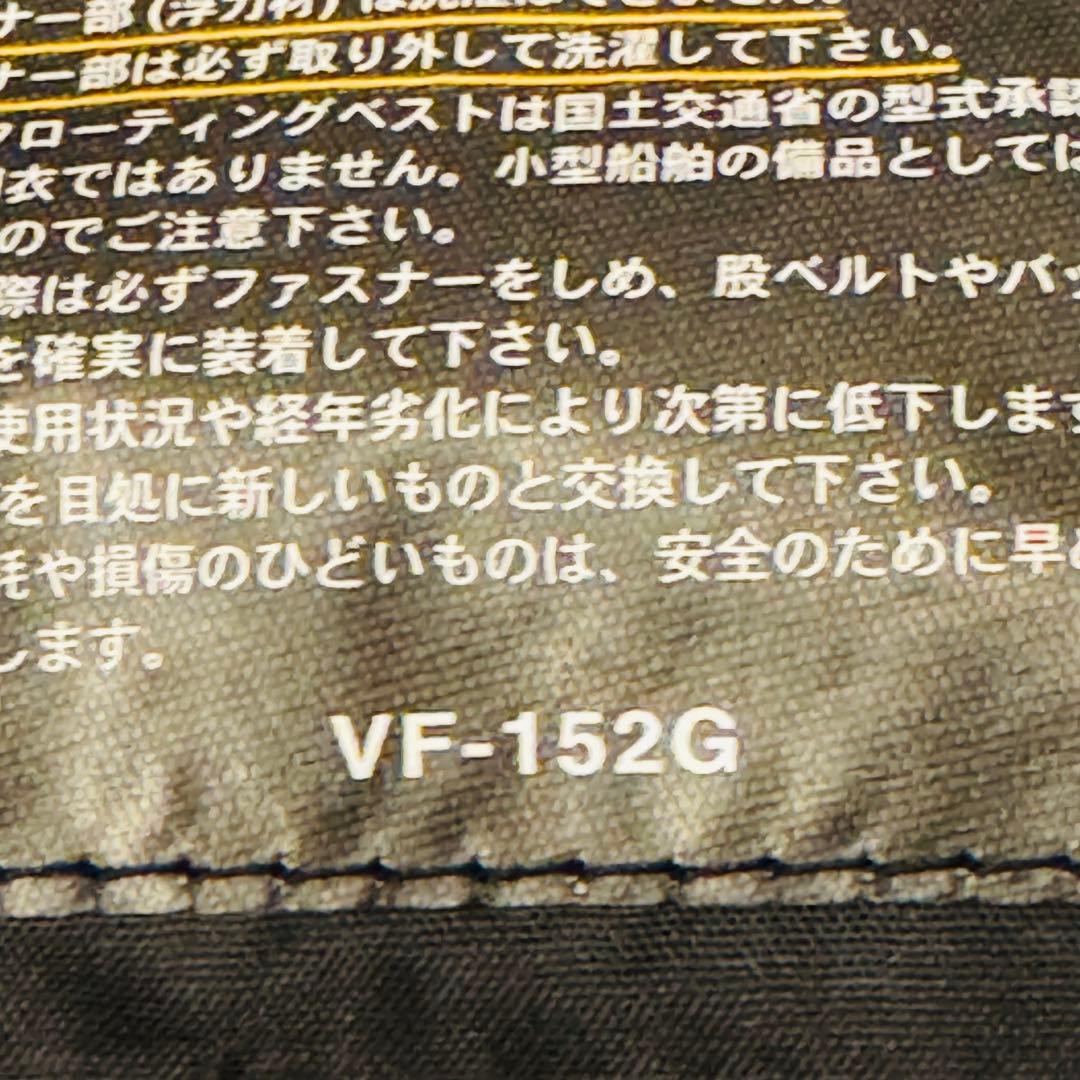 ナー部(浮力材)は洗濯はできません。
ナー部は必ず取り外して洗濯して下さい。
フローティングベストは国土交通省の型式承認
衣ではありません。小型船舶の備品としては
のでご注意下さい。
際は必ずファスナーをしめ、股ベルトやバッ
を確実に装着して下さい。
使用状況や経年劣化により次第に低下します
を目処に新しいものと交換して下さい。
耗や損傷のひどいものは、安全のために早め
します。
VF-152G